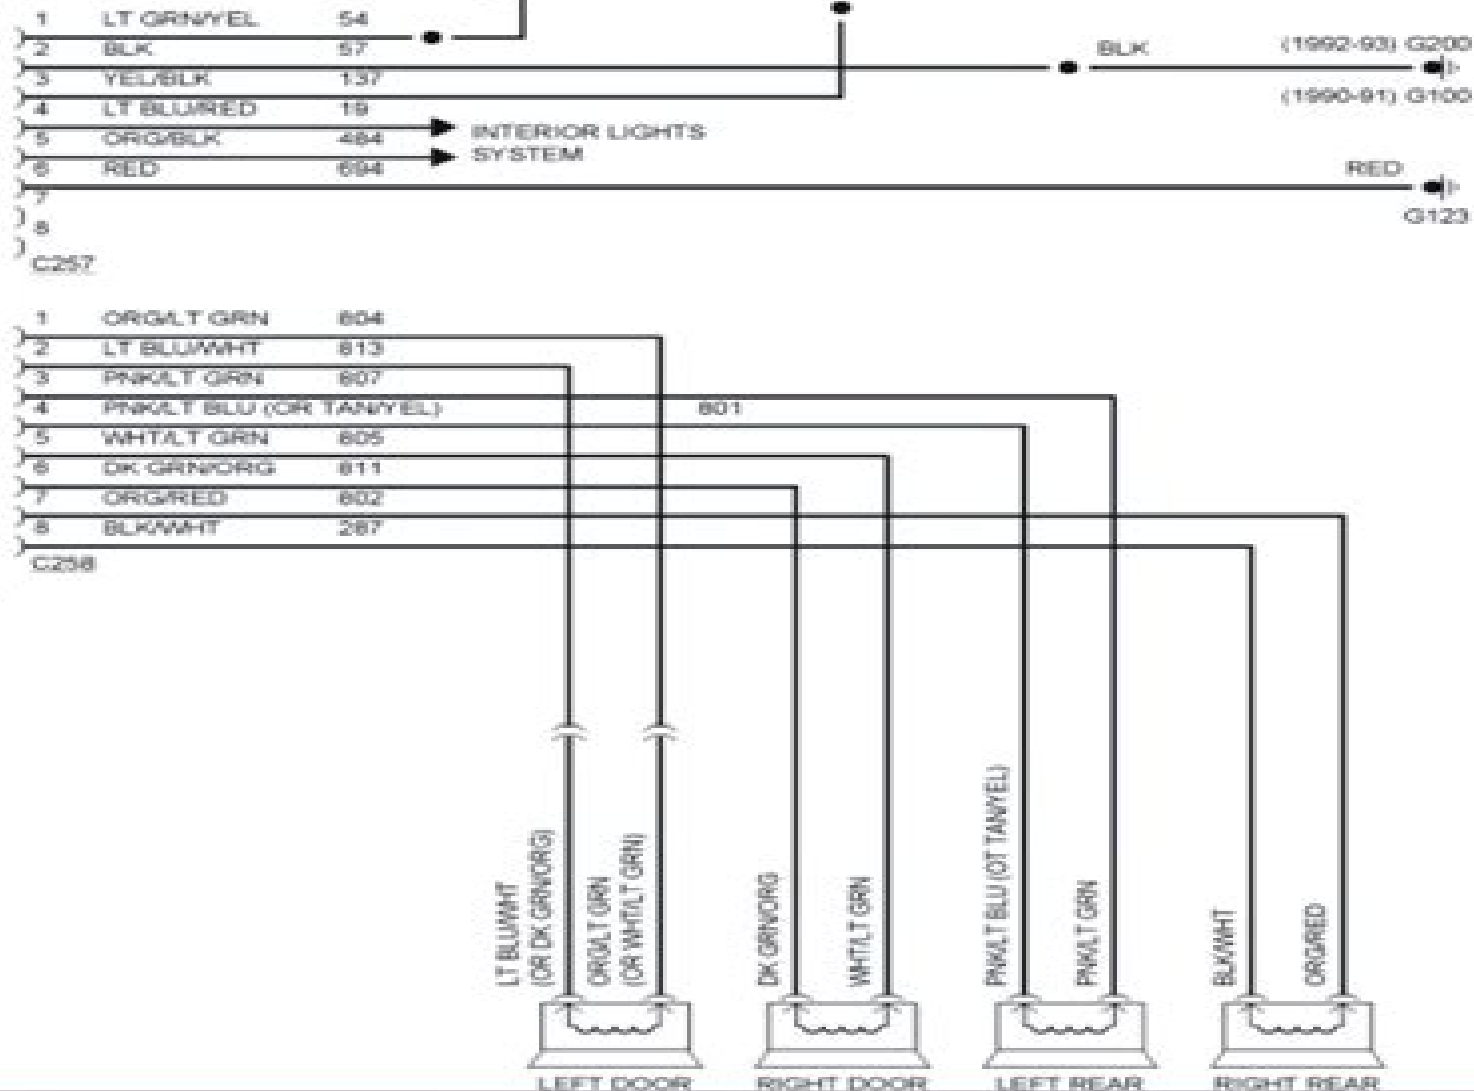 1 LT GRN/YEL 54
2 BLK 57
BLK
(1992-93) G200
3 YEL/BLK 137
(1990-91) G100
4 LT BLU/RED 19
INTERIOR LIGHTS
5 ORG/BLK 484
SYSTEM
6 RED 694
RED
7
G123
8
C257
1 ORG/LT GRN 804
2 LT BLU/WHT 813
3 PNK/LT GRN 807
4 PNK/LT BLU (OR TAN/YEL) 801
5 WHT/LT GRN 805
6 DK GRN/ORG 811
7 ORG/RED 802
8 BLK/WHT 287
C258
LT BLU/WHT
(OR DK GRN/ORG)
ORG/LT GRN
(OR WHT/LT GRN)
DK GRN/ORG
WHT/LT GRN
PNK/LT BLU (OT TAN/YEL)
PNK/LT GRN
BLK/WHT
ORG/RED
LEFT DOOR
RIGHT DOOR
LEFT REAR
RIGHT REAR